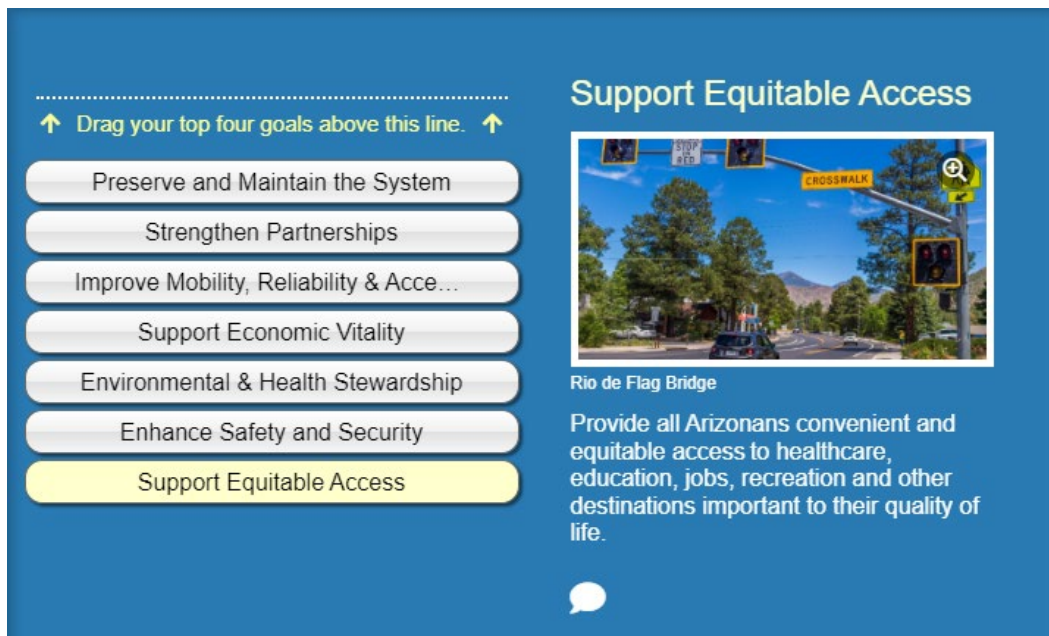 Drag your top four goals above this line.
Preserve and Maintain the System
Strengthen Partnerships
Improve Mobility, Reliability & Acce...
Support Economic Vitality
Environmental & Health Stewardship
Enhance Safety and Security
Support Equitable Access
Support Equitable Access
STOP
ON
RED
CROSSWALK
Rio de Flag Bridge
Provide all Arizonans convenient and
equitable access to healthcare,
education, jobs, recreation and other
destinations important to their quality of
life.